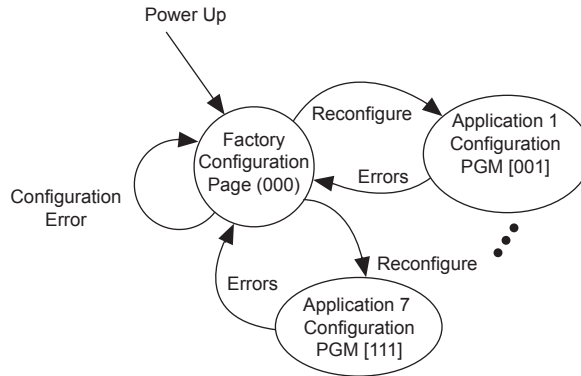 Power Up
Reconfigure
Application 1
Configuration
PGM [001]
Factory
Configuration
Page (000)
Errors
Configuration
Error
Reconfigure
Errors
Application 7
Configuration
PGM [111]